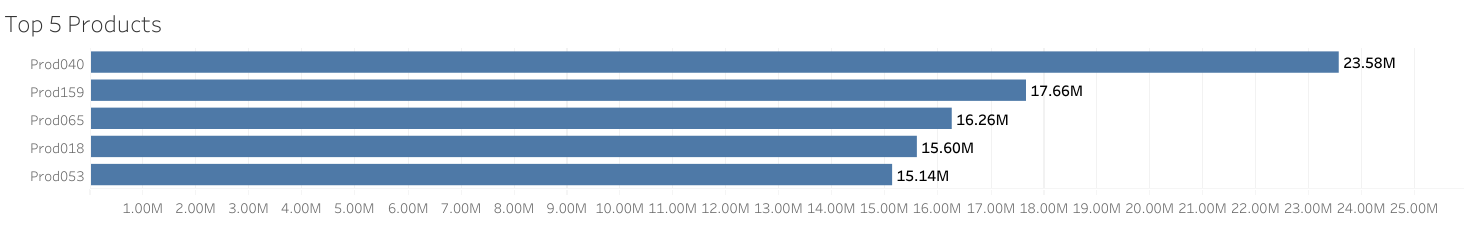 Top 5 Products
Prod040 23.58M
Prod159 17.66M
Prod065 16.26M
Prod018 15.60M
Prod053 15.14M
1.00M 2.00M 3.00M 4.00M 5.00M 6.00M 7.00M 8.00M 9.00M 10.00M 11.00M 12.00M 13.00M 14.00M 15.00M 16.00M 17.00M 18.00M 19.00M 20.00M 21.00M 22.00M 23.00M 24.00M 25.00M